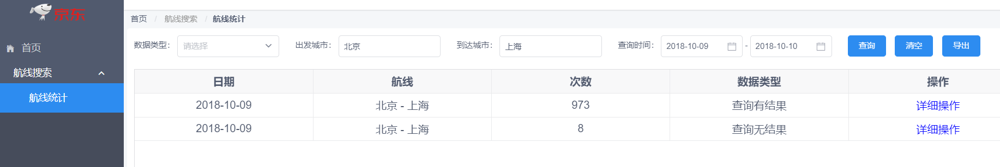 京东
首页
航线搜索
航线统计
首页 / 航线搜索 / 航线统计
数据类型： 请选择 出发城市： 北京 到达城市： 上海 查询时间： 2018-10-09 - 2018-10-10 查询 清空 导出
日期 航线 次数 数据类型 操作
2018-10-09 北京 - 上海 973 查询有结果 详细操作
2018-10-09 北京 - 上海 8 查询无结果 详细操作